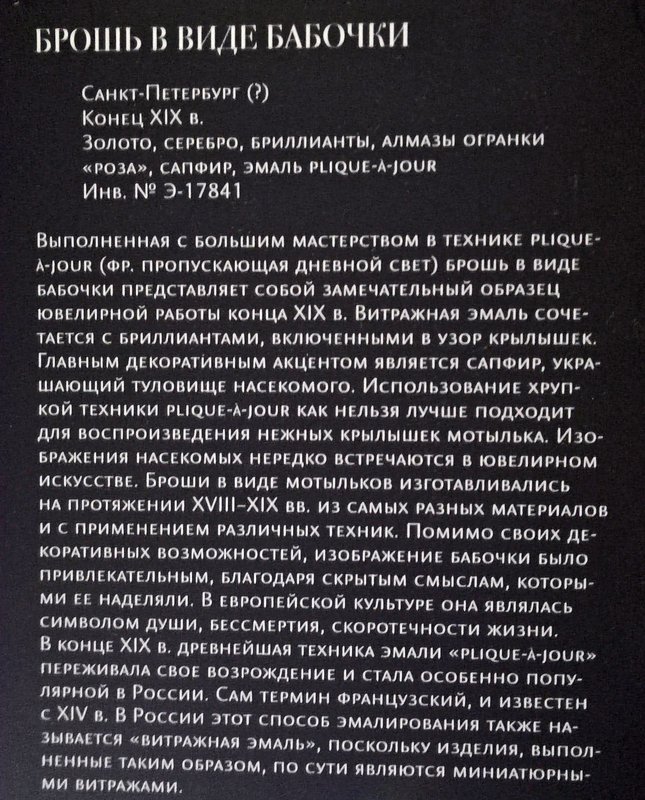 БРОШЬ В ВИДЕ БАБОЧКИ
Санкт-Петербург (?)
Конец XIX в.
Золото, серебро, бриллианты, алмазы огранки
«роза», сапфир, эмаль plique-à-jour
Инв. № Э-17841
Выполненная с большим мастерством в технике plique-
à-jour (фр. пропускающая дневной свет) брошь в виде
бабочки представляет собой замечательный образец
ювелирной работы конца XIX в. Витражная эмаль соче-
тается с бриллиантами, включенными в узор крылышек.
Главным декоративным акцентом является сапфир, укра-
шающий туловище насекомого. Использование хруп-
кой техники plique-à-jour как нельзя лучше подходит
для воспроизведения нежных крылышек мотылька. Изо-
бражения насекомых нередко встречаются в ювелирном
искусстве. Броши в виде мотыльков изготавливались
на протяжении XVIII–XIX вв. из самых разных материалов
и с применением различных техник. Помимо своих де-
коративных возможностей, изображение бабочки было
привлекательным, благодаря скрытым смыслам, которы-
ми ее наделяли. В европейской культуре она являлась
символом души, бессмертия, скоротечности жизни.
В конце XIX в. древнейшая техника эмали «plique-à-jour»
переживала свое возрождение и стала особенно попу-
лярной в России. Сам термин французский, и известен
с XIV в. В России этот способ эмалирования также на-
зывается «витражная эмаль», поскольку изделия, выпол-
ненные таким образом, по сути являются миниатюрны-
ми витражами.